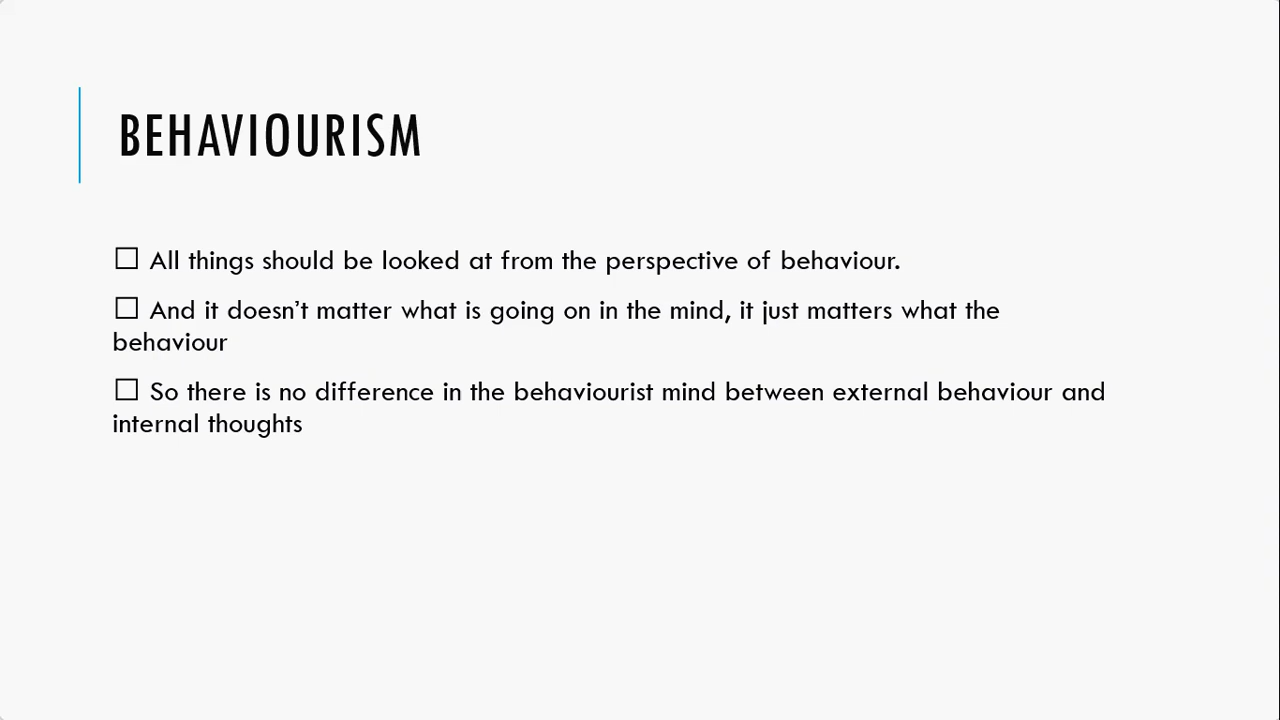 BEHAVIOURISM
☐ All things should be looked at from the perspective of behaviour.
☐ And it doesn’t matter what is going on in the mind, it just matters what the
behaviour
☐ So there is no difference in the behaviourist mind between external behaviour and
internal thoughts